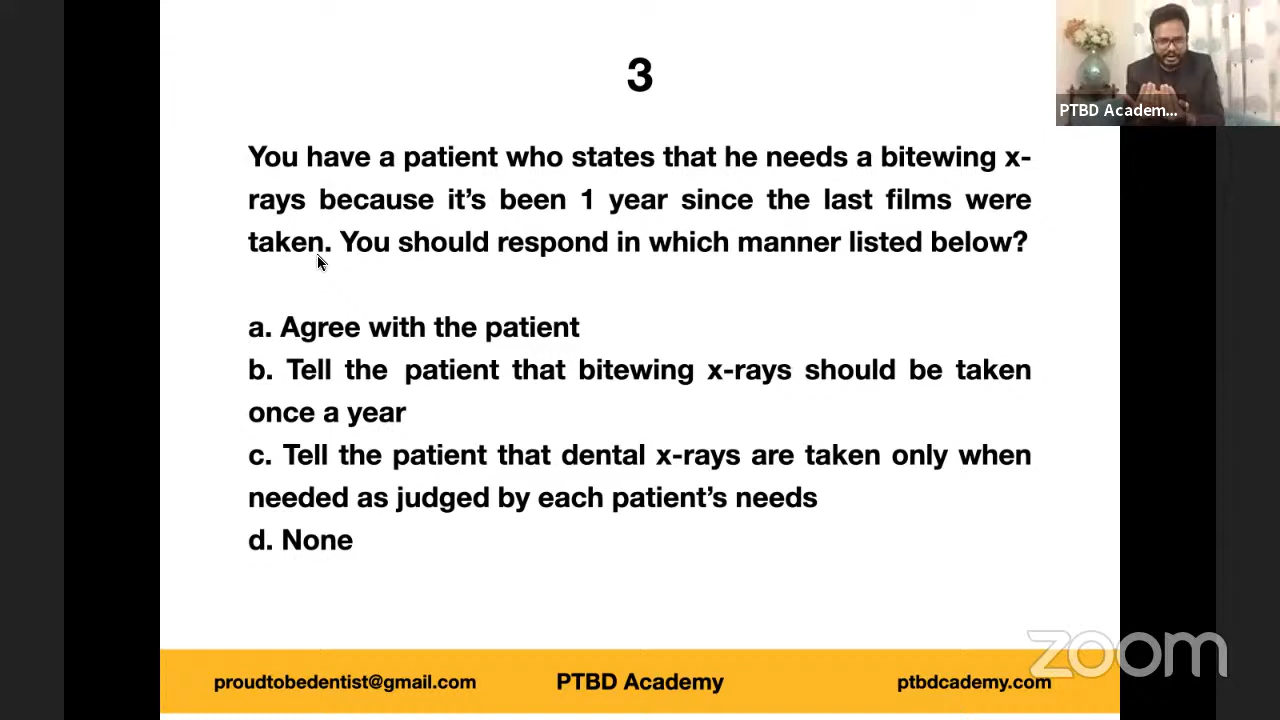 3
PTBD Academ...
You have a patient who states that he needs a bitewing x-
rays because it’s been 1 year since the last films were
taken. You should respond in which manner listed below?
a. Agree with the patient
b. Tell the patient that bitewing x-rays should be taken
once a year
c. Tell the patient that dental x-rays are taken only when
needed as judged by each patient’s needs
d. None
zoom
proudtobedentist@gmail.com PTBD Academy ptbdcademy.com